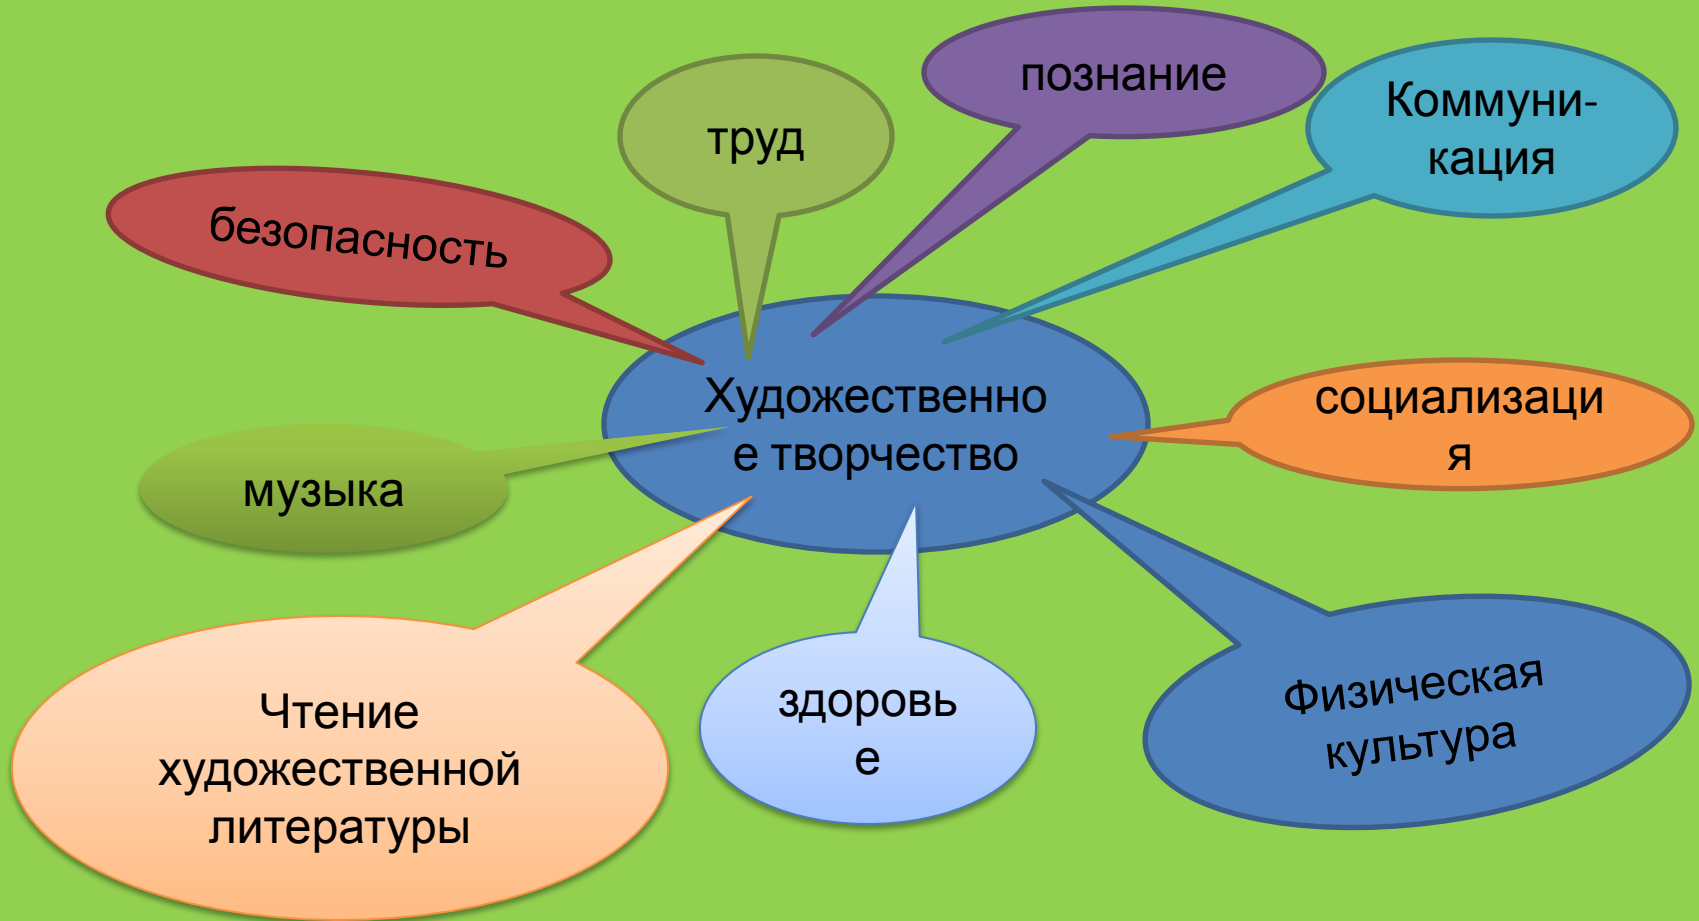 познание
Коммуни-
кация
труд
безопасность
Художественно
е творчество
социализаци
я
музыка
Чтение
художественной
литературы
здоровь
е
Физическая
культура